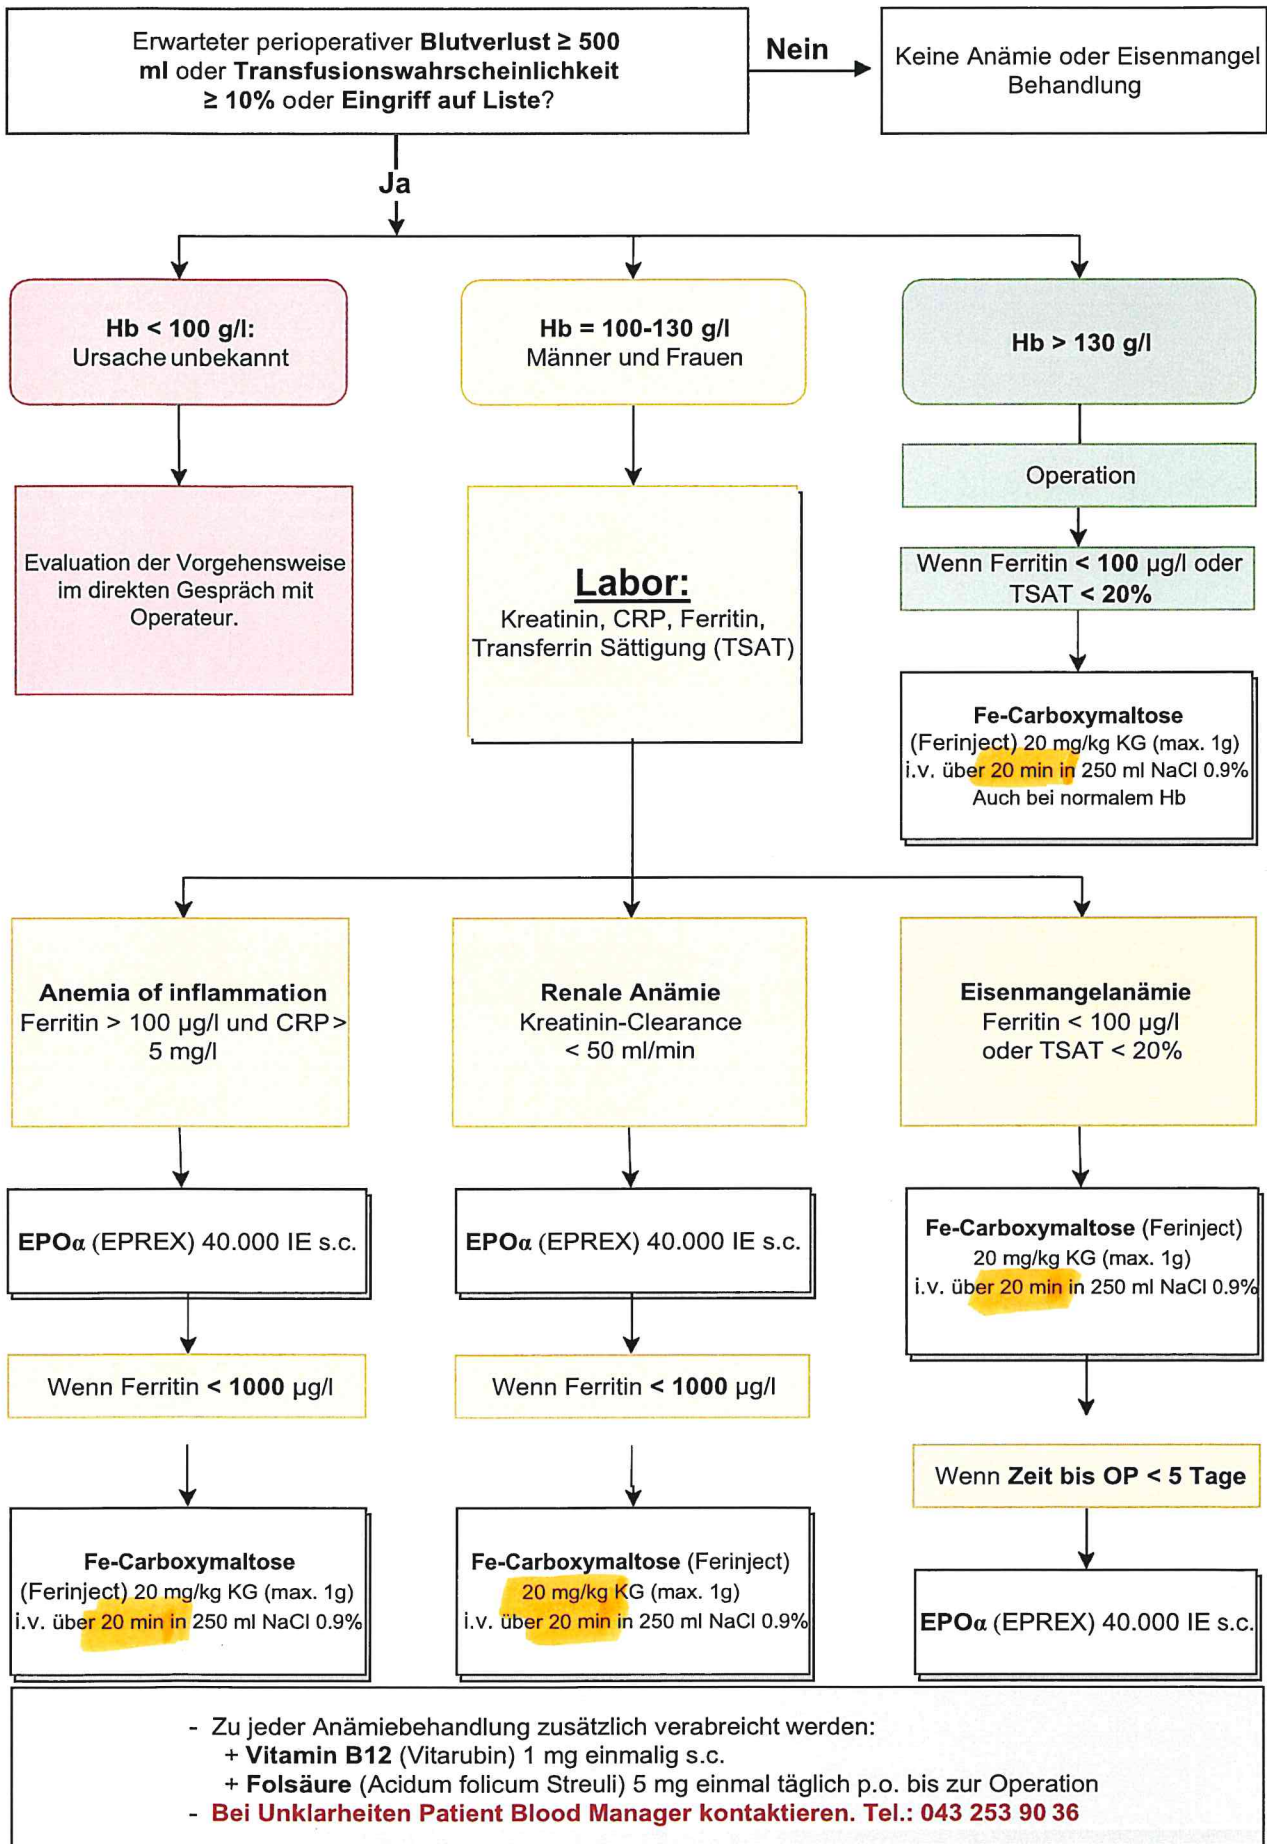 Erwarteter perioperativer Blutverlust ≥ 500
ml oder Transfusionswahrscheinlichkeit
≥ 10% oder Eingriff auf Liste?
Nein
Keine Anämie oder Eisenmangel
Behandlung
Ja
Hb < 100 g/l:
Ursache unbekannt
Hb = 100-130 g/l
Männer und Frauen
Hb > 130 g/l
Evaluation der Vorgehensweise
im direkten Gespräch mit
Operateur.
Labor:
Kreatinin, CRP, Ferritin,
Transferrin Sättigung (TSAT)
Operation
Wenn Ferritin < 100 µg/l oder
TSAT < 20%
Fe-Carboxymaltose
(Ferinject) 20 mg/kg KG (max. 1g)
i.v. über 20 min in 250 ml NaCl 0.9%
Auch bei normalem Hb
Anemia of inflammation
Ferritin > 100 µg/l und CRP >
5 mg/l
Renale Anämie
Kreatinin-Clearance
< 50 ml/min
Eisenmangelanämie
Ferritin < 100 µg/l
oder TSAT < 20%
EPOα (EPREX) 40.000 IE s.c.
EPOα (EPREX) 40.000 IE s.c.
Fe-Carboxymaltose (Ferinject)
20 mg/kg KG (max. 1g)
i.v. über 20 min in 250 ml NaCl 0.9%
Wenn Ferritin < 1000 µg/l
Wenn Ferritin < 1000 µg/l
Wenn Zeit bis OP < 5 Tage
Fe-Carboxymaltose
(Ferinject) 20 mg/kg KG (max. 1g)
i.v. über 20 min in 250 ml NaCl 0.9%
Fe-Carboxymaltose (Ferinject)
20 mg/kg KG (max. 1g)
i.v. über 20 min in 250 ml NaCl 0.9%
EPOα (EPREX) 40.000 IE s.c.
- Zu jeder Anämiebehandlung zusätzlich verabreicht werden:
+ Vitamin B12 (Vitarubin) 1 mg einmalig s.c.
+ Folsäure (Acidum folicum Streuli) 5 mg einmal täglich p.o. bis zur Operation
- Bei Unklarheiten Patient Blood Manager kontaktieren. Tel.: 043 253 90 36